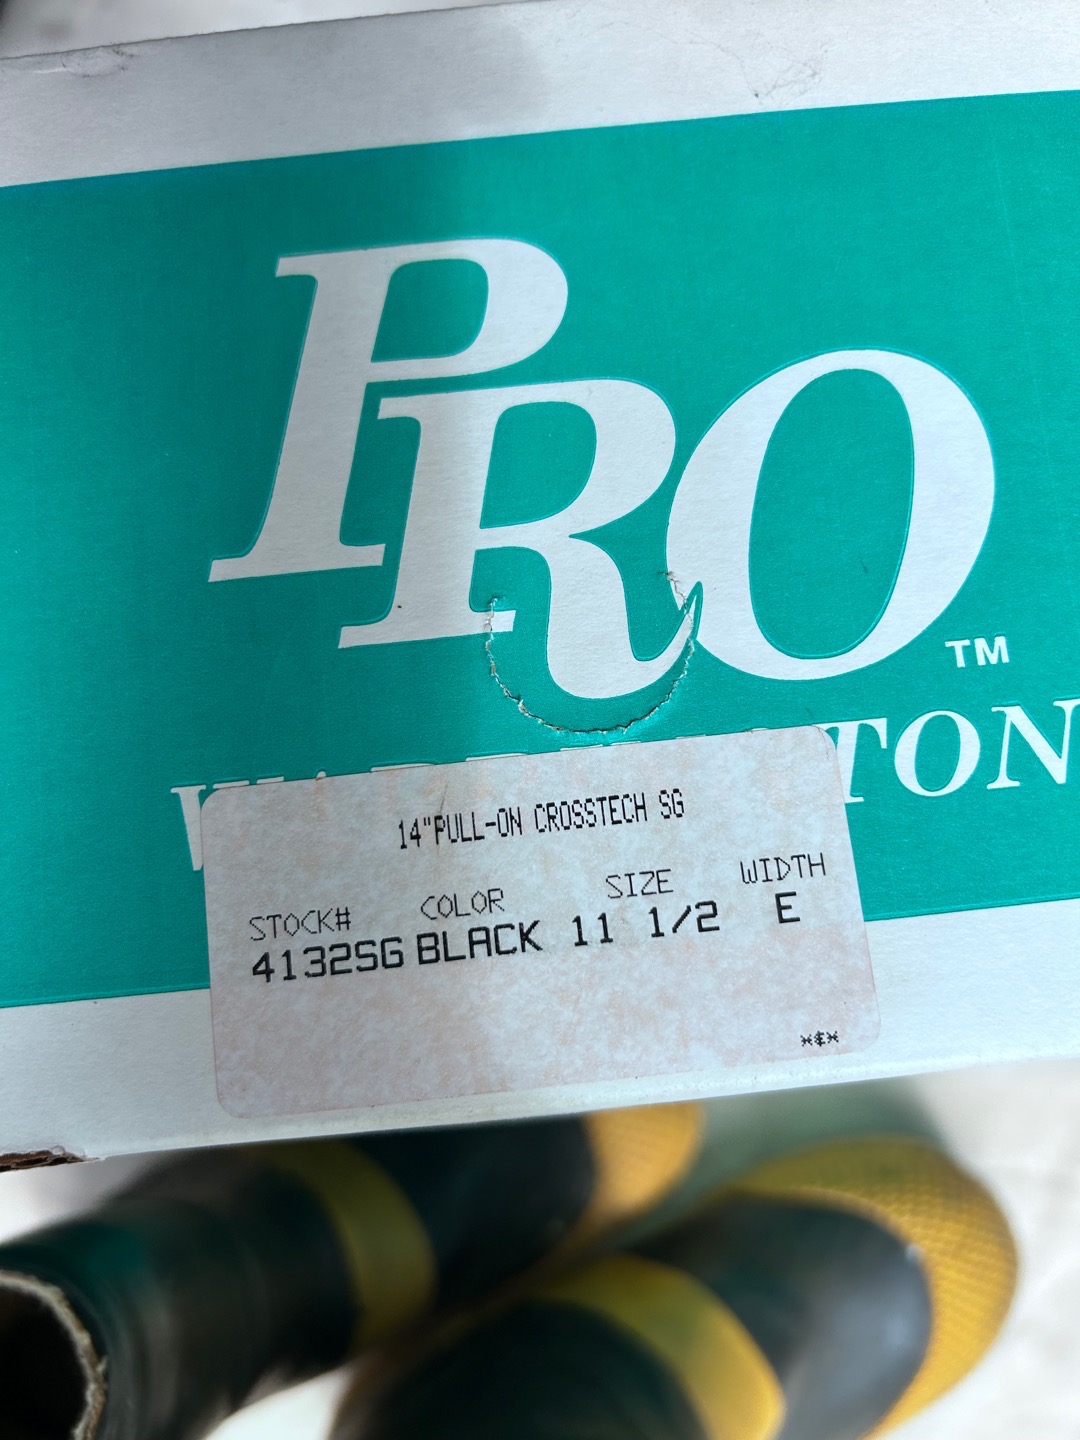 PRO
TM
14"PULL-ON CROSSTECH SG
STOCK# COLOR SIZE WIDTH
4132SG BLACK 11 1/2 E